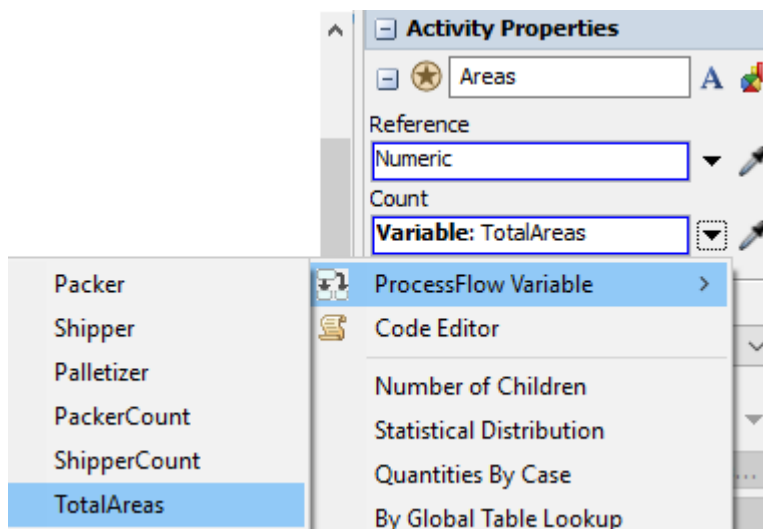 Activity Properties
Areas
A
Reference
Numeric
Count
Variable: TotalAreas
ProcessFlow Variable
Code Editor
Number of Children
Statistical Distribution
Quantities By Case
By Global Table Lookup
Packer
Shipper
Palletizer
PackerCount
ShipperCount
TotalAreas